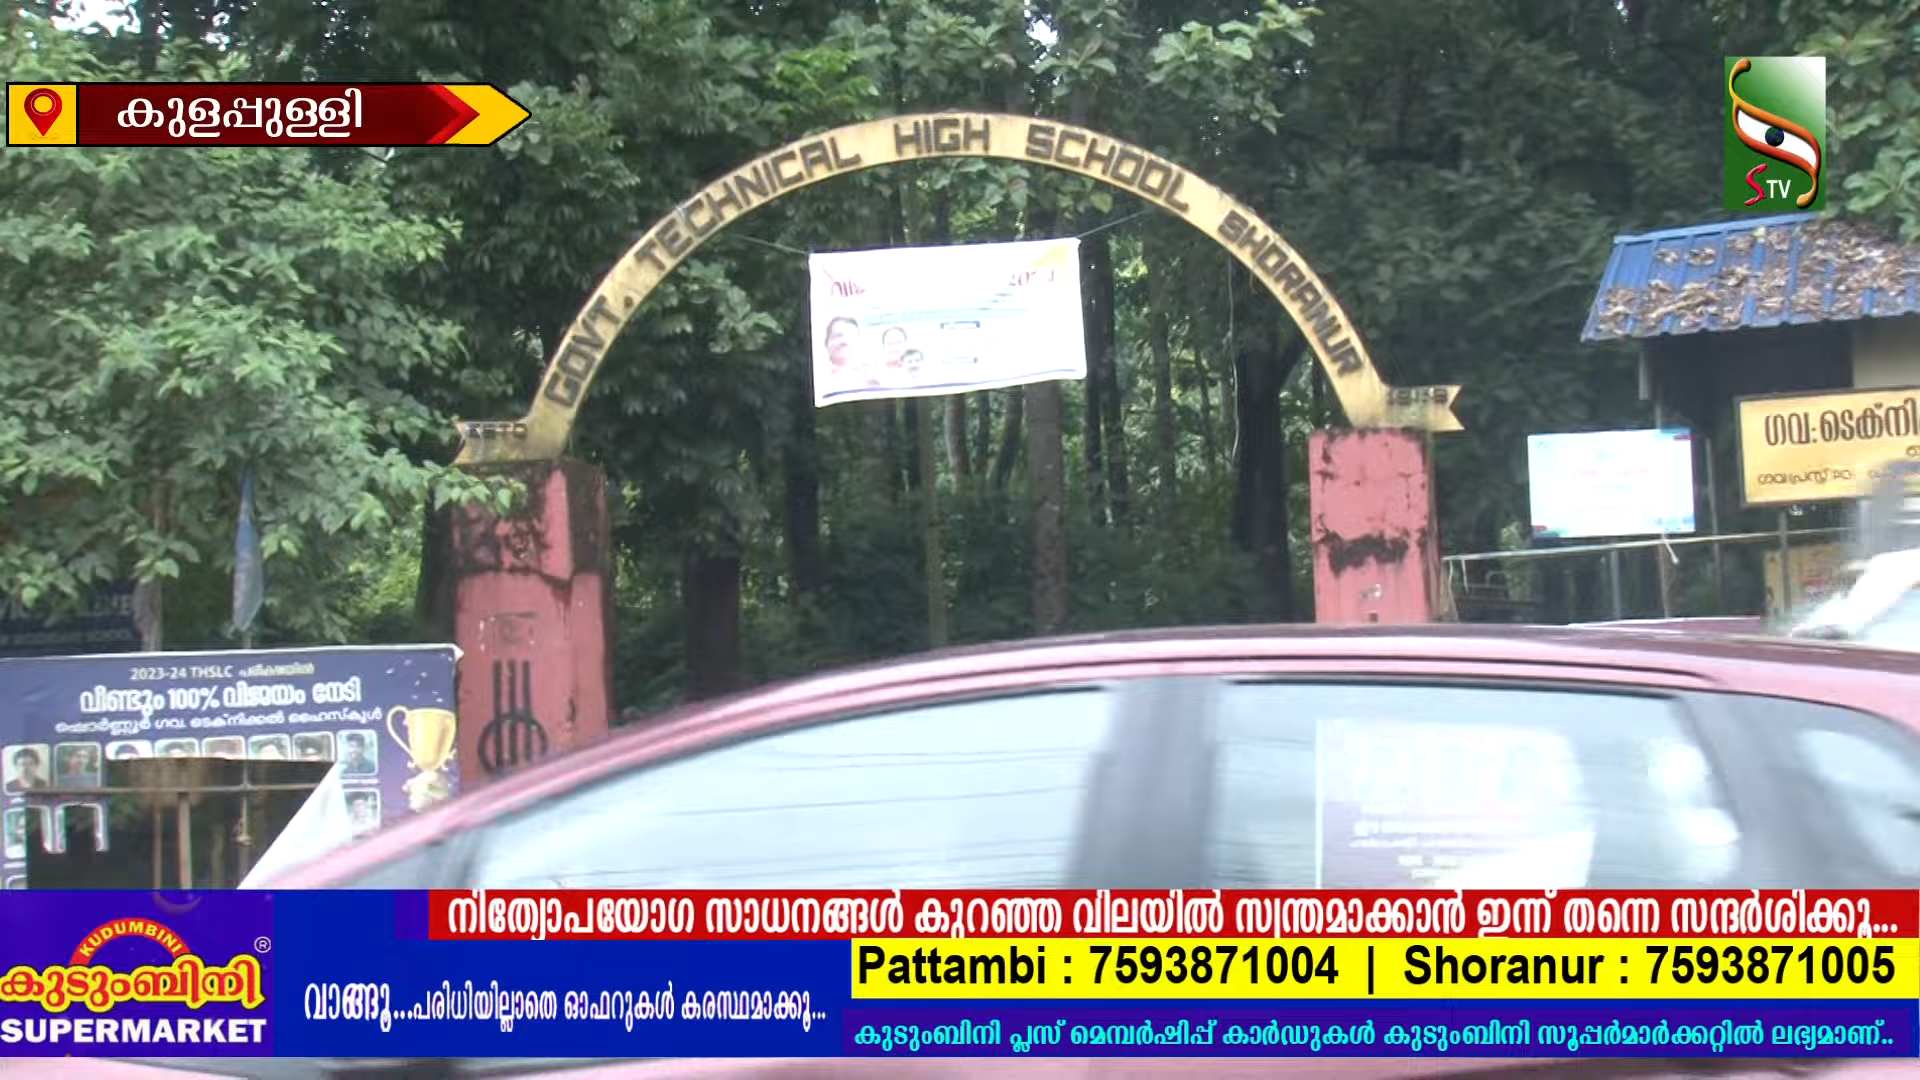 കുളപ്പുള്ളി
GOVT. TECHNICAL HIGH SCHOOL SHORANUR
STV
ഗവ:ടെക്നി
2023-24 THSLC പരീക്ഷയിൽ
വീണ്ടും 100% വിജയം നേടി
ഷൊർണ്ണൂർ ഗവ. ടെക്നിക്കൽ ഹൈസ്കൂൾ
നിത്യോപയോഗ സാധനങ്ങൾ കുറഞ്ഞ വിലയിൽ സ്വന്തമാക്കാൻ ഇന്ന് തന്നെ സന്ദർശിക്കൂ...
KUDUMBINI ®
കുടുംബിനി
SUPERMARKET
വാങ്ങൂ...പരിധിയില്ലാതെ ഓഫറുകൾ കരസ്ഥമാക്കൂ...
Pattambi : 7593871004 | Shoranur : 7593871005
കുടുംബിനി പ്ലസ് മെമ്പർഷിപ്പ് കാർഡുകൾ കുടുംബിനി സൂപ്പർമാർക്കറ്റിൽ ലഭ്യമാണ്..